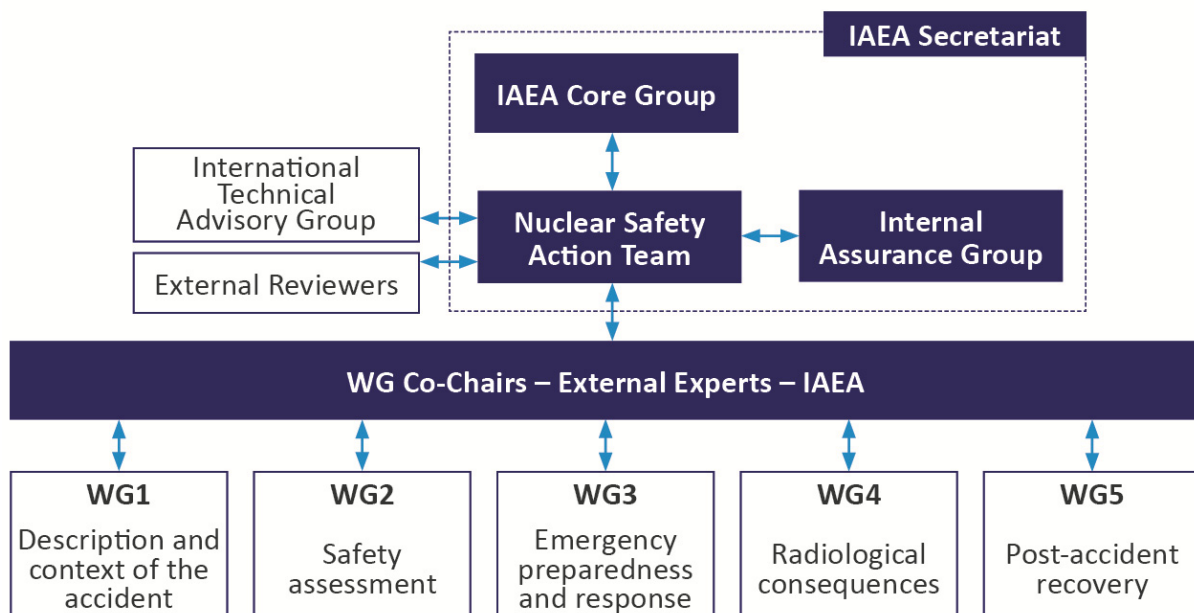 IAEA Secretariat
IAEA Core Group
International
Technical
Advisory Group
Nuclear Safety
Action Team
Internal
Assurance Group
External Reviewers
WG Co-Chairs – External Experts – IAEA
WG1
Description and
context of the
accident
WG2
Safety
assessment
WG3
Emergency
preparedness
and response
WG4
Radiological
consequences
WG5
Post-accident
recovery